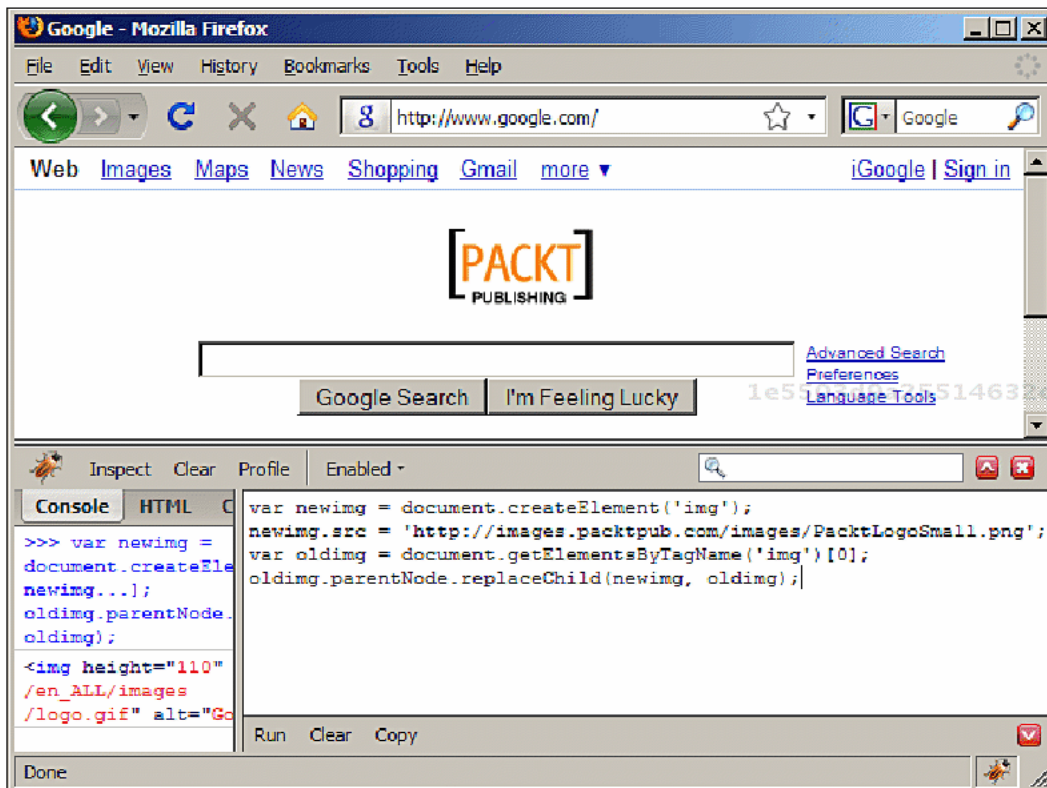 Google - Mozilla Firefox
File Edit View History Bookmarks Tools Help
g http://www.google.com/ G Google
Web Images Maps News Shopping Gmail more ▼ iGoogle | Sign in
[PACKT]
PUBLISHING
Advanced Search
Preferences
Language Tools
Google Search I'm Feeling Lucky
Inspect Clear Profile Enabled
Console HTML C
>>> var newimg =
document.createEle
newimg...];
oldimg.parentNode.
oldimg);
<img height="110"
/en_ALL/images
/logo.gif" alt="Go
var newimg = document.createElement('img');
newimg.src = 'http://images.packtpub.com/images/PacktLogoSmall.png';
var oldimg = document.getElementsByTagName('img')[0];
oldimg.parentNode.replaceChild(newimg, oldimg);
Run Clear Copy
Done